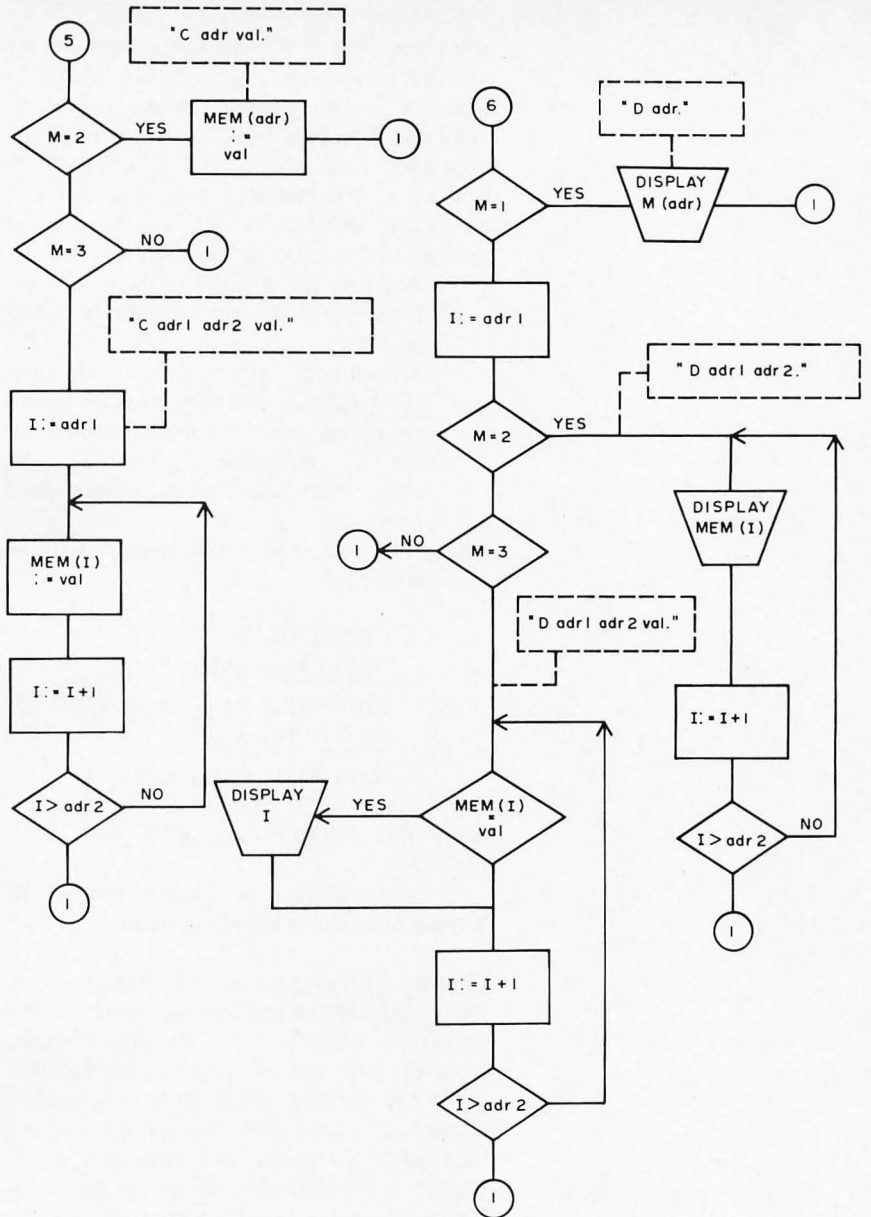 5
"C adr val."
M=2
YES
MEM (adr)
:=
val
1
M=3
NO
1
"C adr1 adr2 val."
I:=adr1
MEM (I)
:= val
I:= I+1
I> adr2
NO
1
6
"D adr."
M=1
YES
DISPLAY
M (adr)
1
I:= adr1
"D adr1 adr2."
M=2
YES
DISPLAY
MEM (I)
1
NO
M=3
"D adr1 adr2 val."
I:= I+1
I> adr2
NO
1
DISPLAY
I
YES
MEM (I)
=
val
I:= I+1
I> adr2
1